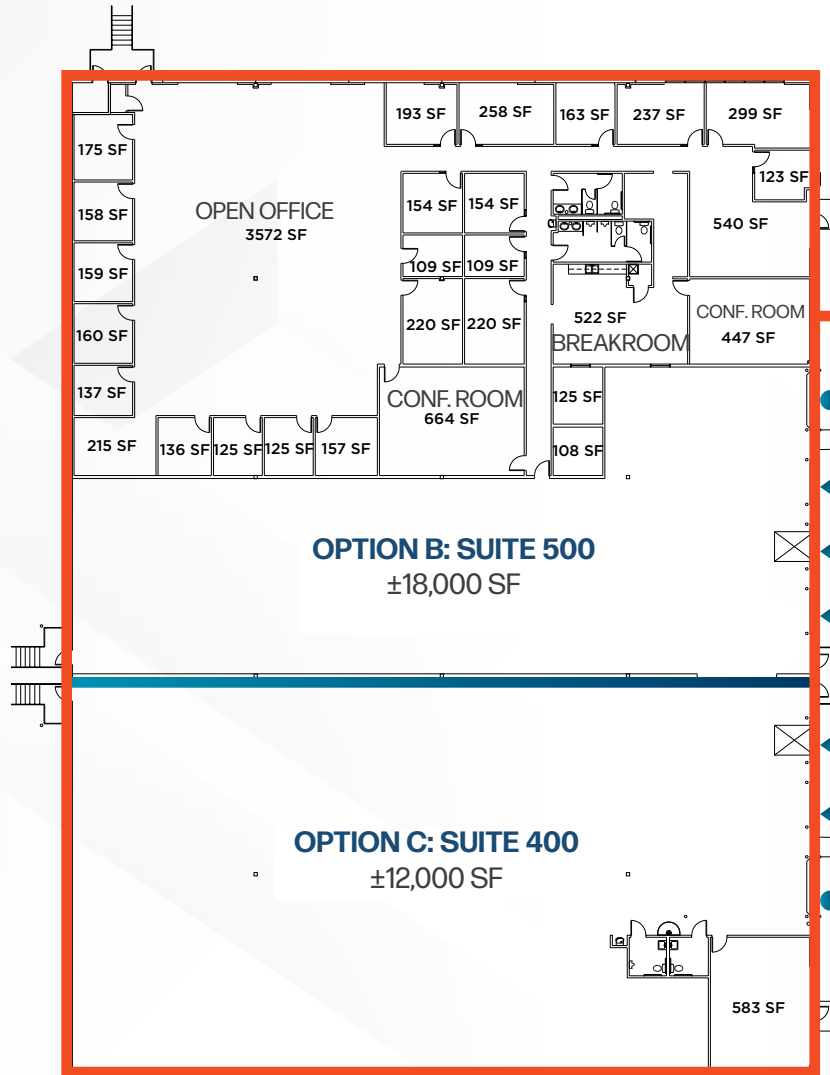 193 SF
258 SF
163 SF
237 SF
299 SF
175 SF
123 SF
158 SF
OPEN OFFICE
3572 SF
154 SF
154 SF
540 SF
159 SF
109 SF
109 SF
160 SF
220 SF
220 SF
522 SF
BREAKROOM
CONF. ROOM
447 SF
137 SF
CONF. ROOM
664 SF
125 SF
215 SF
136 SF
125 SF
125 SF
157 SF
108 SF
OPTION B: SUITE 500
±18,000 SF
OPTION C: SUITE 400
±12,000 SF
583 SF